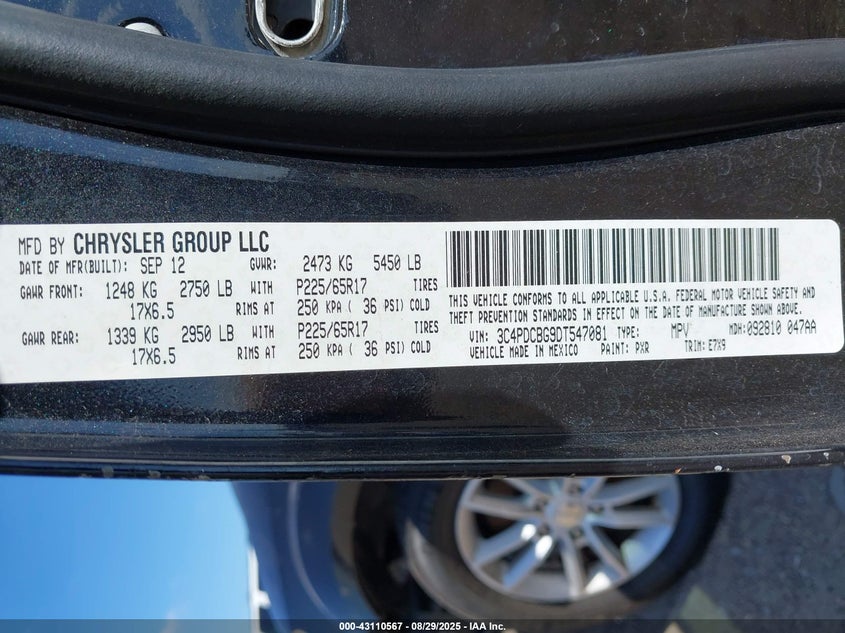 MFD BY CHRYSLER GROUP LLC
DATE OF MFR(BUILT): SEP 12 GVWR: 2473 KG 5450 LB
GAWR FRONT: 1248 KG 2750 LB WITH P225/65R17 TIRES
17X6.5 RIMS AT 250 KPA ( 36 PSI) COLD
GAWR REAR: 1339 KG 2950 LB WITH P225/65R17 TIRES
17X6.5 RIMS AT 250 KPA ( 36 PSI) COLD
THIS VEHICLE CONFORMS TO ALL APPLICABLE U.S.A. FEDERAL MOTOR VEHICLE SAFETY AND
THEFT PREVENTION STANDARDS IN EFFECT ON THE DATE OF MANUFACTURE SHOWN ABOVE.
VIN: 3C4PDCBG9DT547081 TYPE: MPV MDH: 092810 047AA
VEHICLE MADE IN MEXICO PAINT: PXR TRIM: E7X9
000-43110567 - 08/29/2025 - IAA Inc.